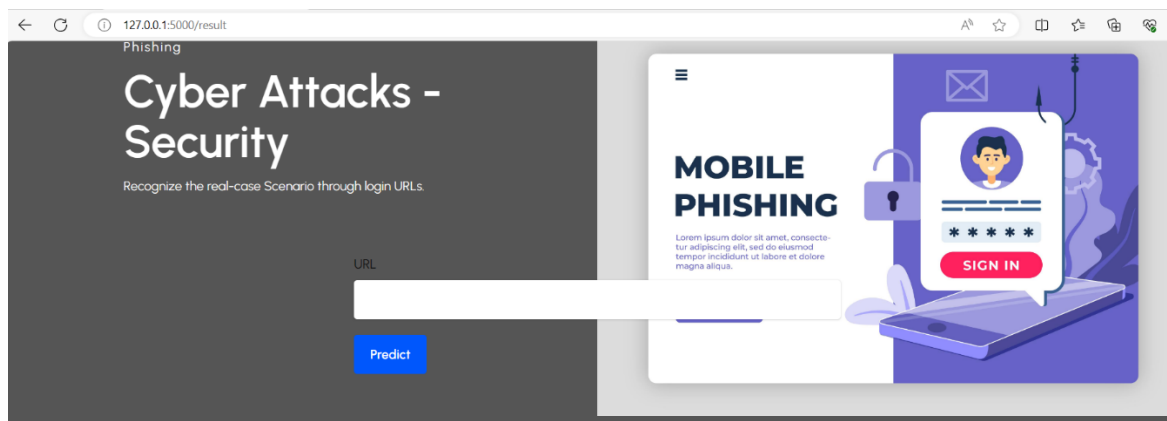 127.0.0.1:5000/result
Phishing
Cyber Attacks -
Security
Recognize the real-case Scenario through login URLs.
URL
Predict
MOBILE
PHISHING
Lorem ipsum dolor sit amet, consecte-
tur adipiscing elit, sed do eiusmod
tempor incididunt ut labore et dolore
magna aliqua.
* * * * *
SIGN IN